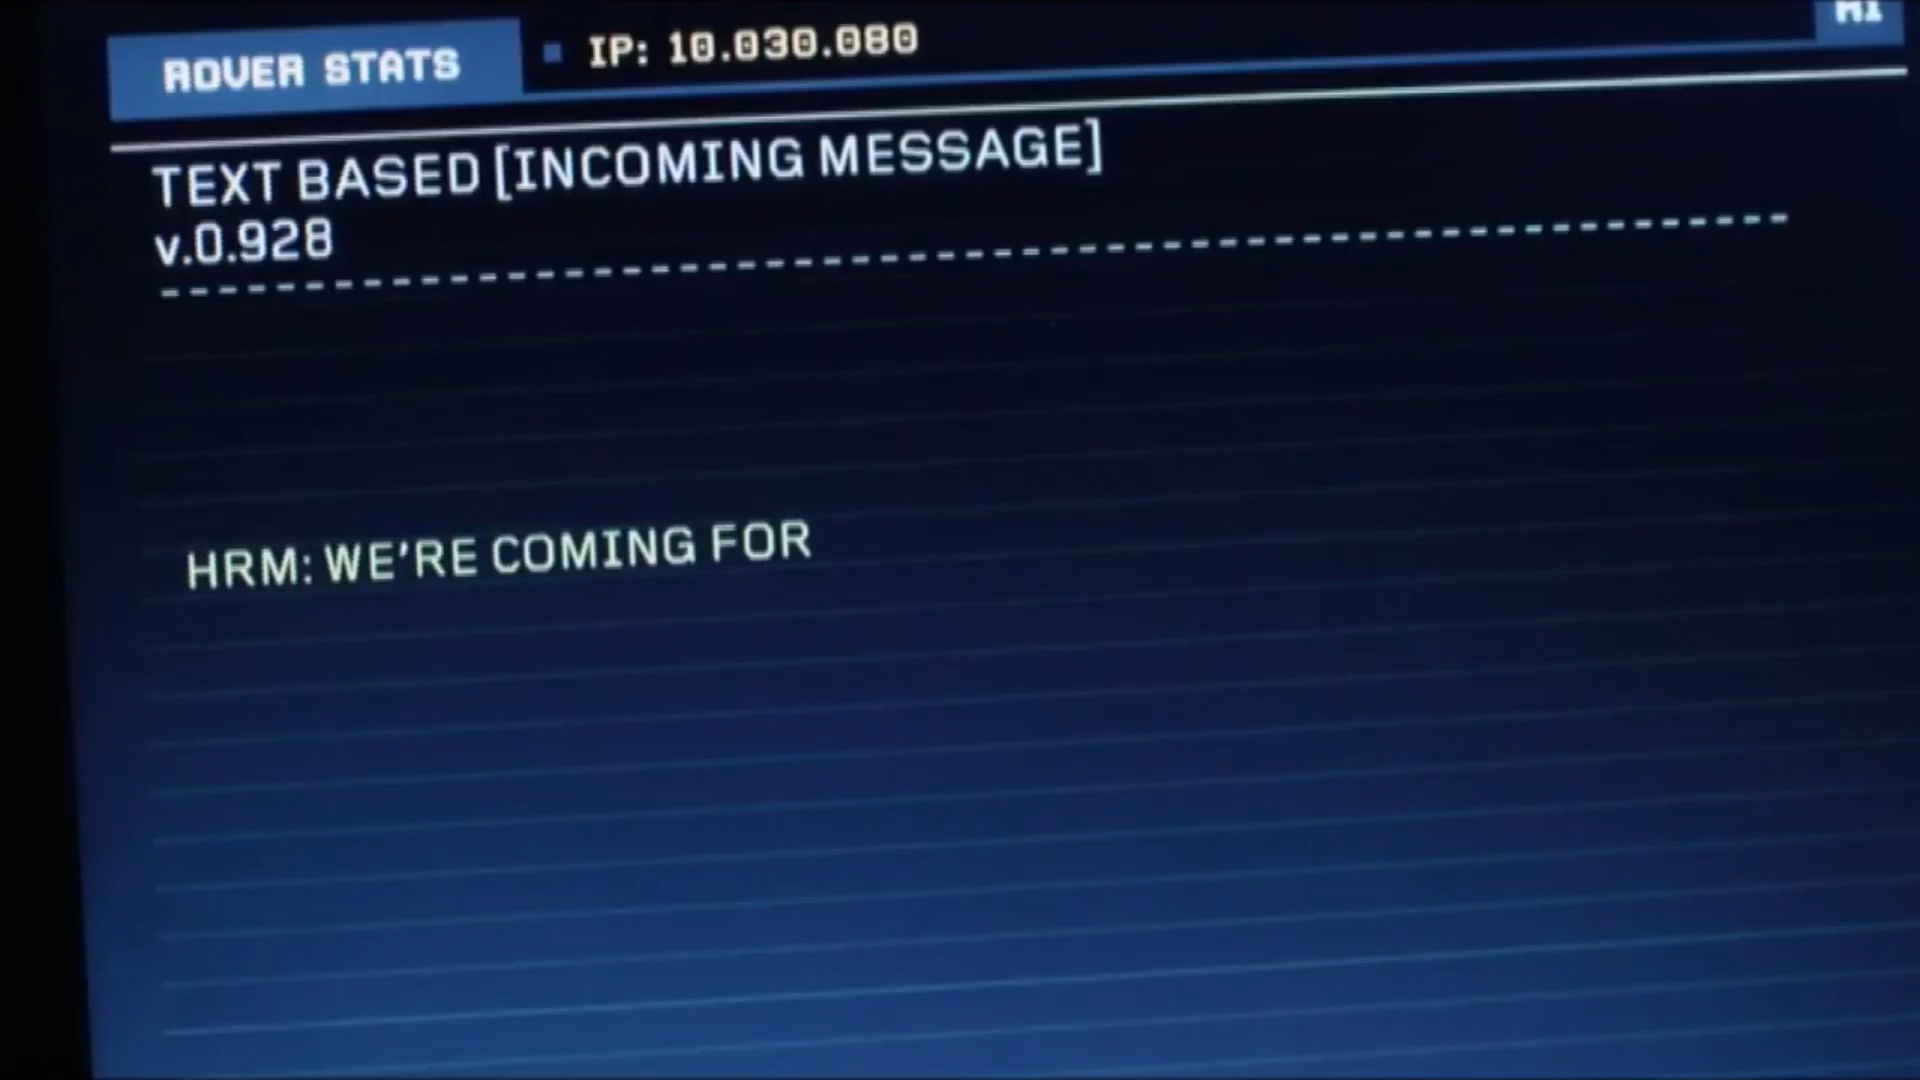 ROVER STATS
IP: 10.030.080
TEXT BASED [INCOMING MESSAGE]
v.0.928
HRM: WE'RE COMING FOR